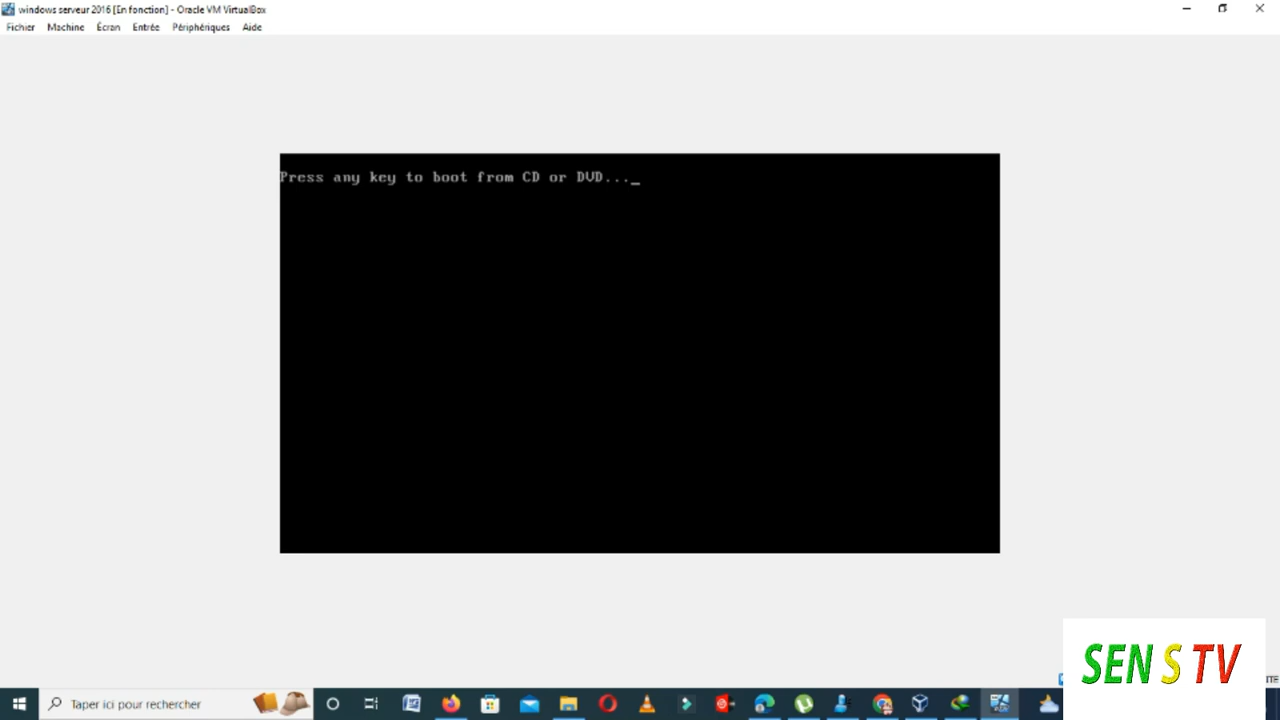 windows serveur 2016 [En fonction] - Oracle VM VirtualBox
Fichier Machine Écran Entrée Périphériques Aide
Press any key to boot from CD or DVD..._
SEN S TV
Taper ici pour rechercher